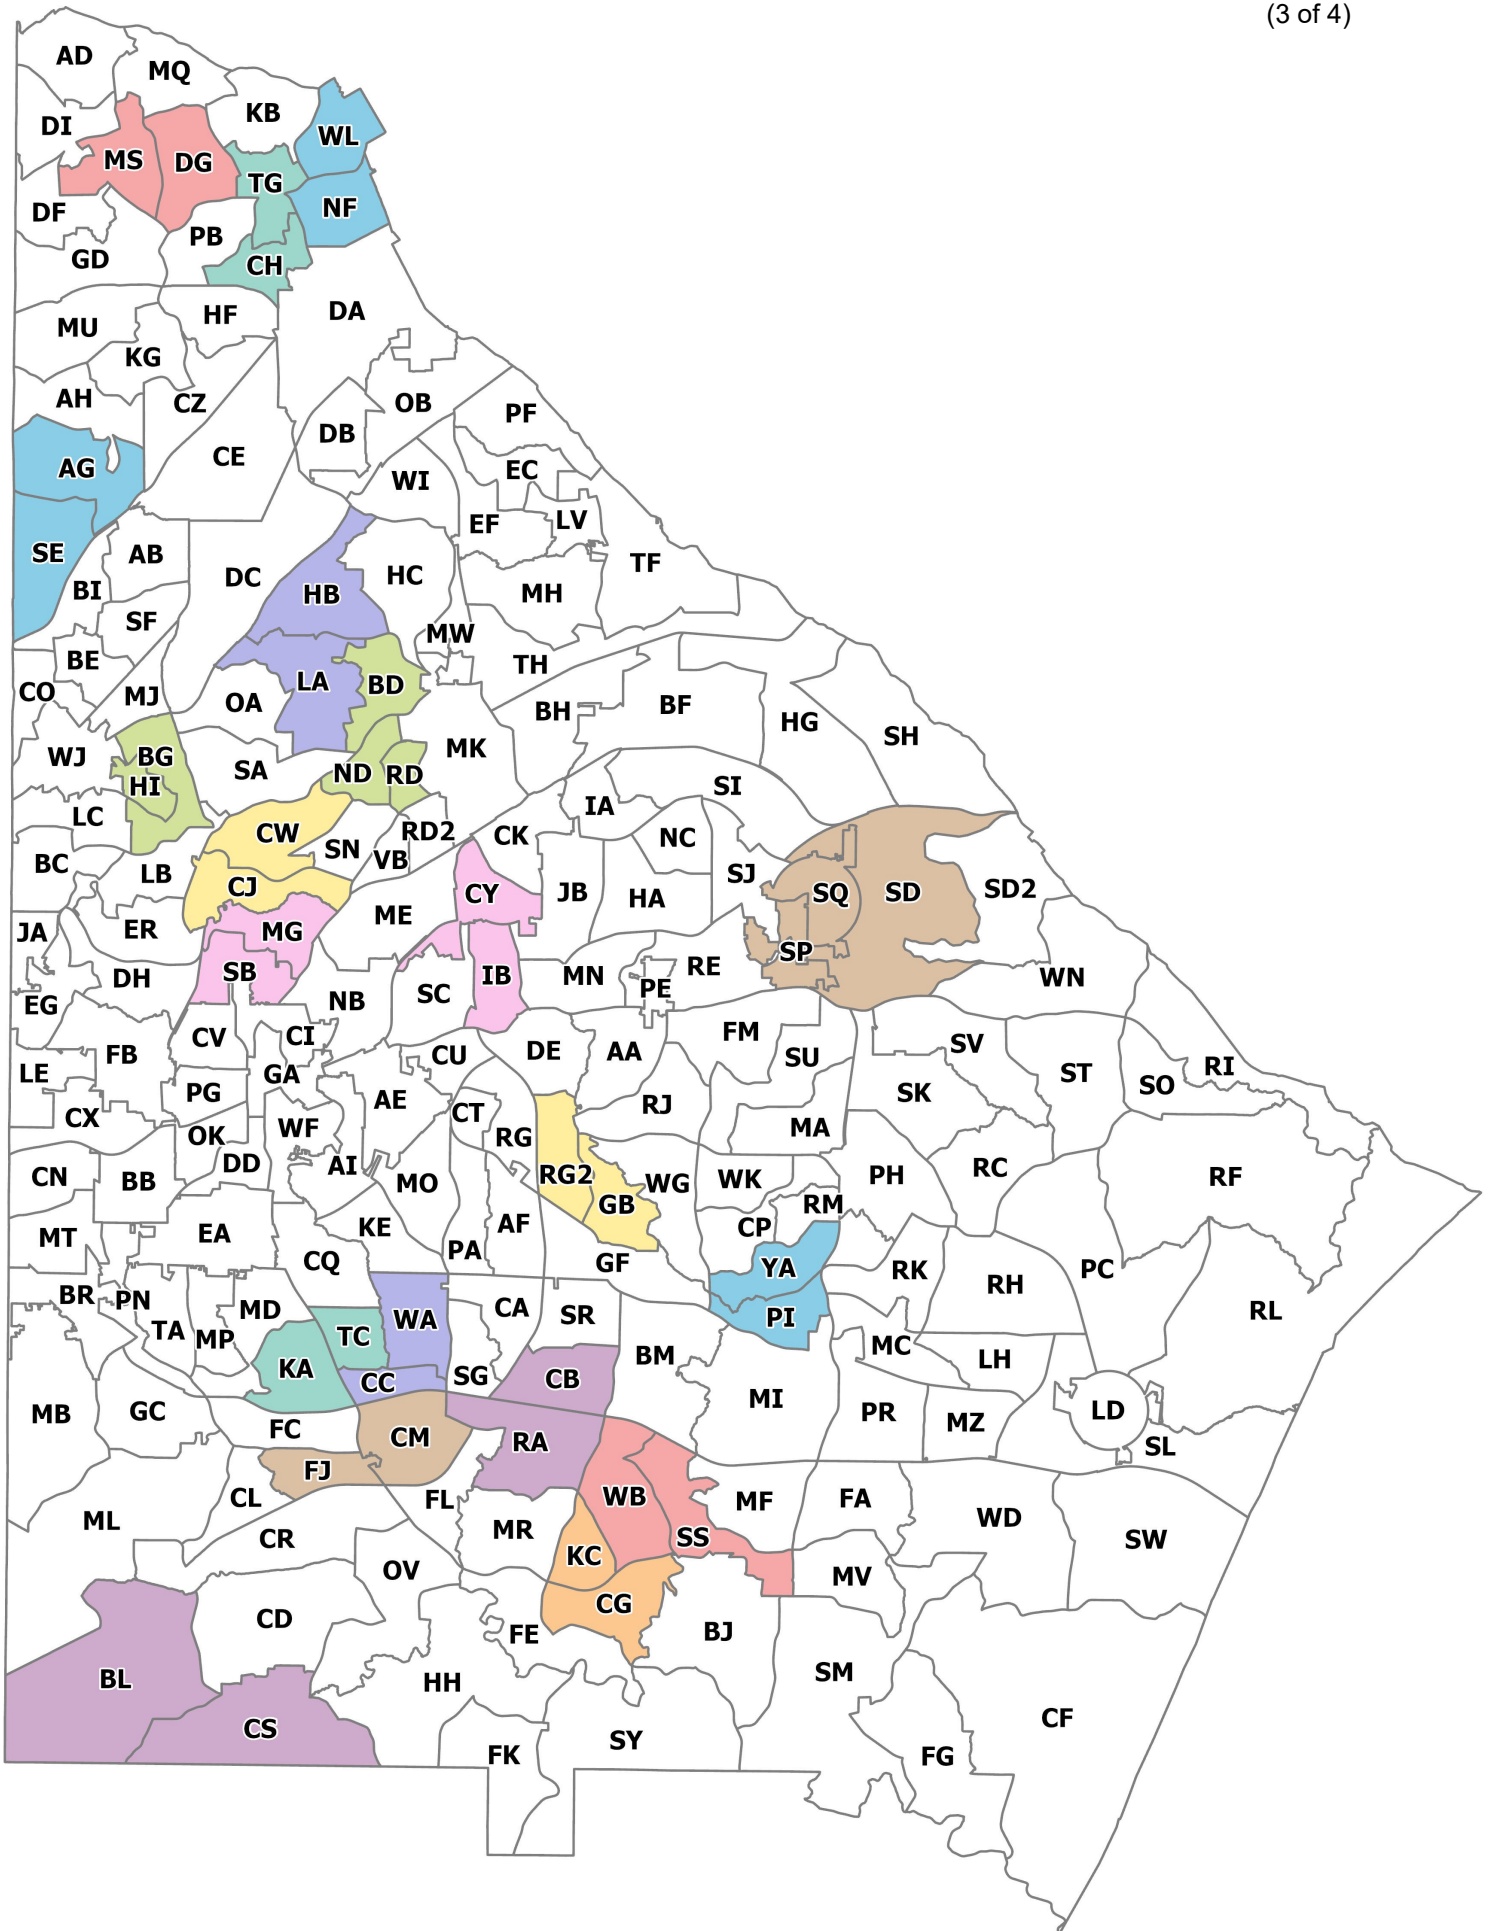 (3 of 4)
AD
MQ
KB
DI
WL
MS
DG
TG
NF
DF
PB
GD
CH
DA
HF
MU
KG
AH
CZ
OB
PF
DB
CE
AG
EC
WI
LV
EF
SE
AB
TF
HC
DC
BI
HB
MH
SF
MW
BE
TH
LA
BD
CO
MJ
OA
BF
BH
HG
SH
MK
WJ
BG
SA
ND
RD
HI
SI
IA
LC
RD2
CW
CK
NC
SN
VB
BC
LB
SJ
CJ
SD2
CY
JB
SQ
SD
HA
ME
ER
MG
JA
SP
RE
SB
IB
MN
DH
WN
PE
SC
NB
EG
FM
CI
CV
SV
DE
AA
CU
FB
SU
RI
LE
GA
ST
SO
PG
SK
AE
RJ
CT
CX
WF
MA
OK
RG
DD
AI
RC
RG2
PH
CN
RF
WK
BB
MO
WG
GB
RM
AF
KE
CP
EA
MT
PA
CQ
GF
YA
PC
RK
RH
BR
PN
CA
MD
RL
SR
PI
WA
TA
TC
MP
MC
BM
LH
KA
SG
CB
CC
MI
LD
GC
PR
MB
MZ
FC
CM
RA
SL
FJ
WB
CL
FL
MF
FA
WD
ML
MR
SS
CR
SW
KC
OV
MV
CG
CD
BJ
FE
SM
BL
HH
CF
CS
SY
FK
FG